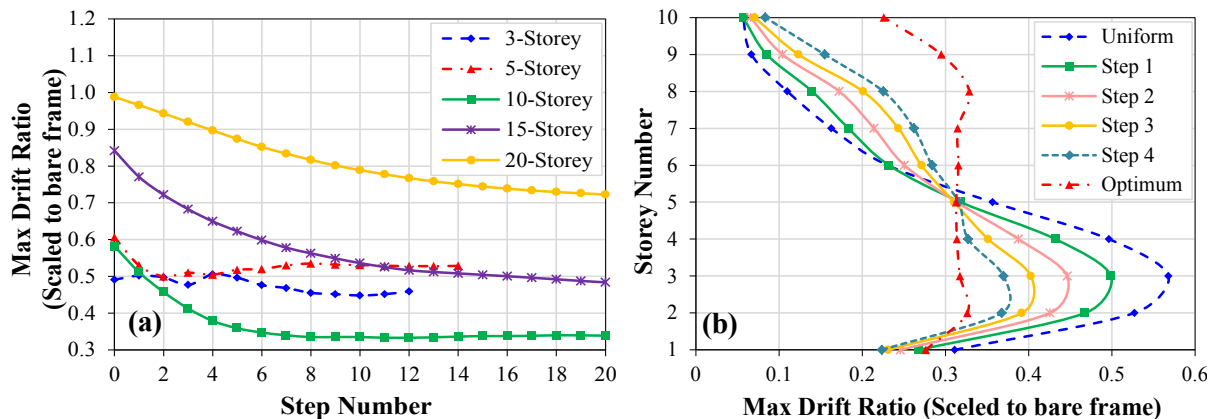 Max Drift Ratio
(Scaled to bare frame)
1.2
1.1
1.0
0.9
0.8
0.7
0.6
0.5
0.4
0.3
3-Storey
5-Storey
10-Storey
15-Storey
20-Storey
(a)
0 2 4 6 8 10 12 14 16 18 20
Step Number
Storey Number
10
9
8
7
6
5
4
3
2
1
Uniform
Step 1
Step 2
Step 3
Step 4
Optimum
(b)
0 0.1 0.2 0.3 0.4 0.5 0.6
Max Drift Ratio (Sceled to bare frame)